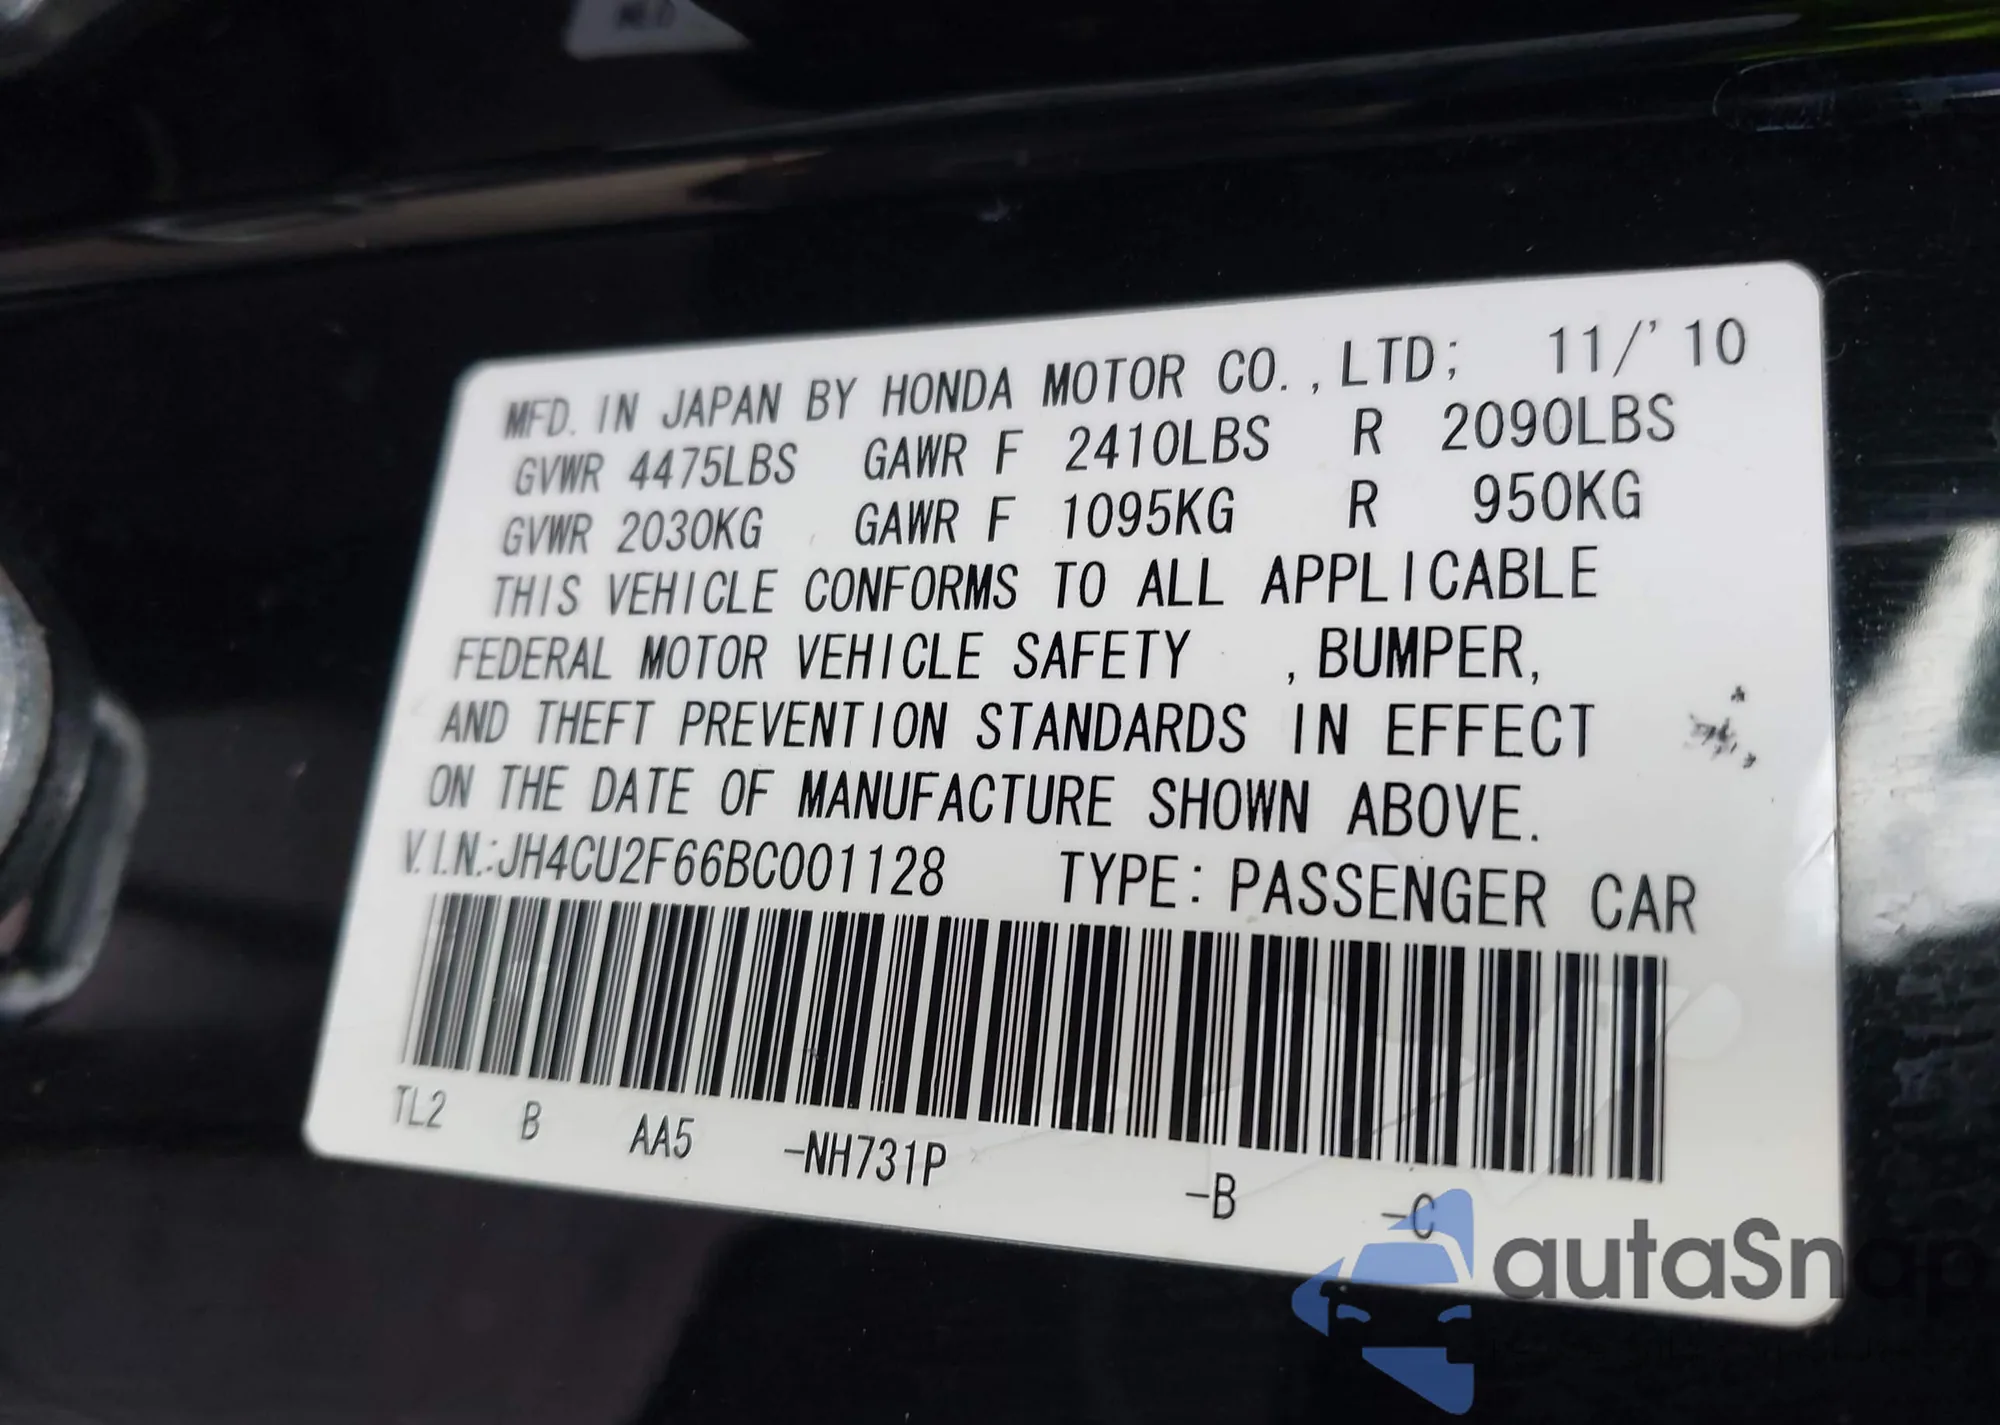 MFD. IN JAPAN BY HONDA MOTOR CO.,LTD; 11/'10
GVWR 4475LBS GAWR F 2410LBS R 2090LBS
GVWR 2030KG GAWR F 1095KG R 950KG
THIS VEHICLE CONFORMS TO ALL APPLICABLE
FEDERAL MOTOR VEHICLE SAFETY , BUMPER,
AND THEFT PREVENTION STANDARDS IN EFFECT
ON THE DATE OF MANUFACTURE SHOWN ABOVE.
V.I.N.:JH4CU2F66BC001128 TYPE: PASSENGER CAR
TL2 B AA5 -NH731P -B -C
autaSnap